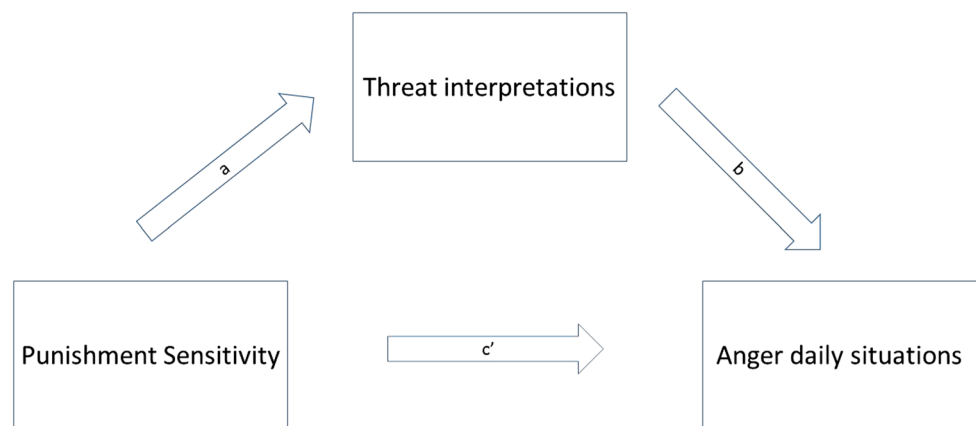 Threat interpretations
a
b
Punishment Sensitivity
c’
Anger daily situations